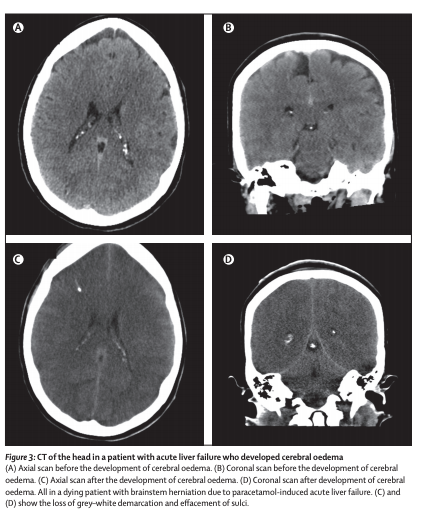 A
B
C
D
Figure 3: CT of the head in a patient with acute liver failure who developed cerebral oedema
(A) Axial scan before the development of cerebral oedema. (B) Coronal scan before the development of cerebral
oedema. (C) Axial scan after the development of cerebral oedema. (D) Coronal scan after development of cerebral
oedema. All in a dying patient with brainstem herniation due to paracetamol-induced acute liver failure. (C) and
(D) show the loss of grey–white demarcation and effacement of sulci.